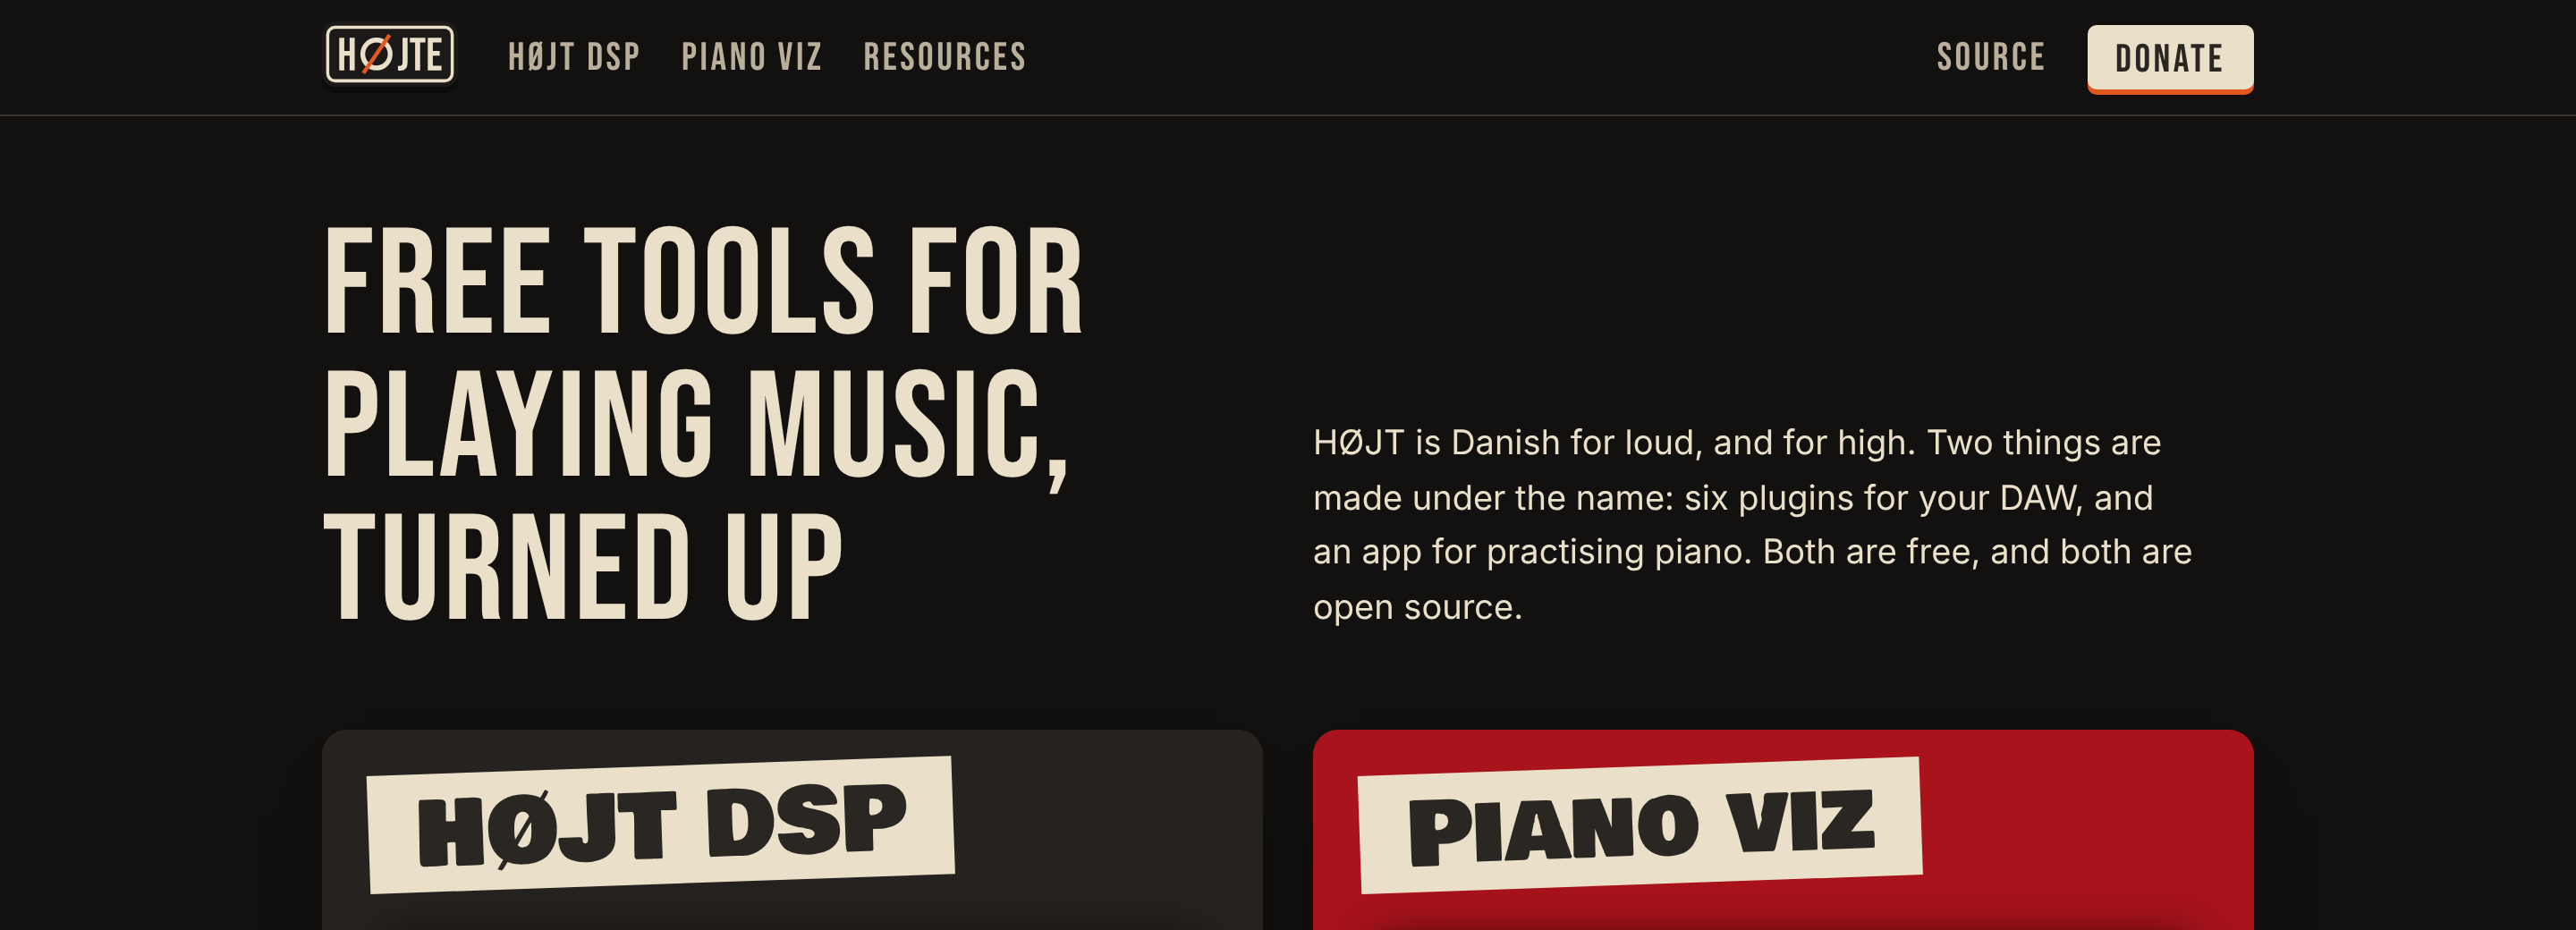 HØJTE
HØJT DSP
PIANO VIZ
RESOURCES
SOURCE
DONATE
FREE TOOLS FOR
PLAYING MUSIC,
TURNED UP
HØJT is Danish for loud, and for high. Two things are
made under the name: six plugins for your DAW, and
an app for practising piano. Both are free, and both are
open source.
HØJT DSP
PIANO VIZ